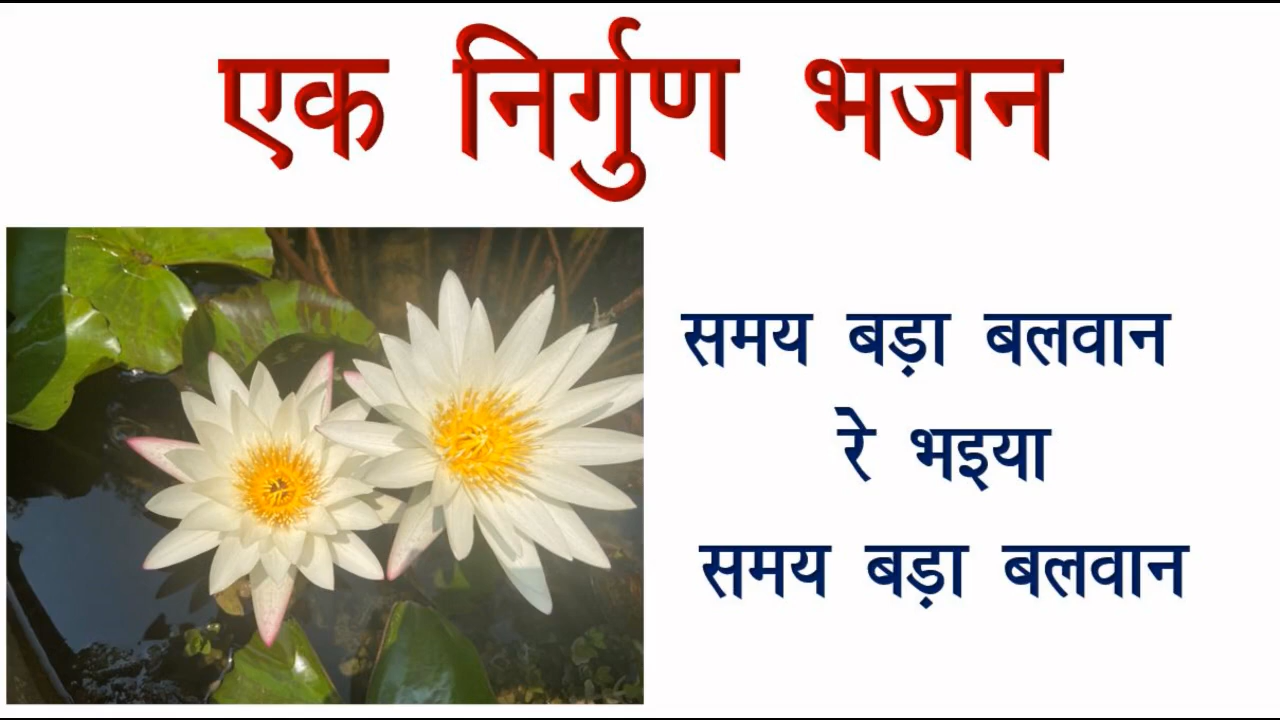 एक निर्गुण भजन
समय बड़ा बलवान
रे भइया
समय बड़ा बलवान